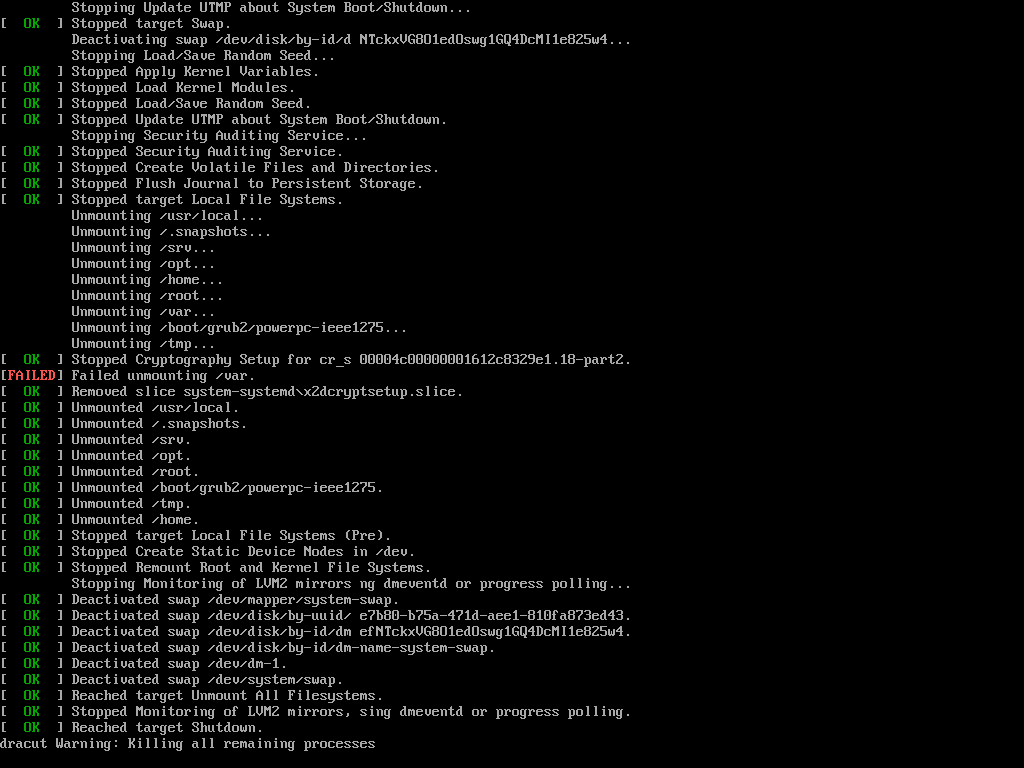 Stopping Update UTMP about System Boot/Shutdown...
[  OK  ] Stopped target Swap.
         Deactivating swap /dev/disk/by-id/d NTckxVG8O1edOswg1GQ4DcMI1e825w4...
         Stopping Load/Save Random Seed...
[  OK  ] Stopped Apply Kernel Variables.
[  OK  ] Stopped Load Kernel Modules.
[  OK  ] Stopped Load/Save Random Seed.
[  OK  ] Stopped Update UTMP about System Boot/Shutdown.
         Stopping Security Auditing Service...
[  OK  ] Stopped Security Auditing Service.
[  OK  ] Stopped Create Volatile Files and Directories.
[  OK  ] Stopped Flush Journal to Persistent Storage.
[  OK  ] Stopped target Local File Systems.
         Unmounting /usr/local...
         Unmounting /.snapshots...
         Unmounting /srv...
         Unmounting /opt...
         Unmounting /home...
         Unmounting /root...
         Unmounting /var...
         Unmounting /boot/grub2/powerpc-ieee1275...
         Unmounting /tmp...
[  OK  ] Stopped Cryptography Setup for cr_s 00004c00000001612c8329e1.18-part2.
[FAILED] Failed unmounting /var.
[  OK  ] Removed slice system-systemd\x2dcryptsetup.slice.
[  OK  ] Unmounted /usr/local.
[  OK  ] Unmounted /.snapshots.
[  OK  ] Unmounted /srv.
[  OK  ] Unmounted /opt.
[  OK  ] Unmounted /root.
[  OK  ] Unmounted /boot/grub2/powerpc-ieee1275.
[  OK  ] Unmounted /tmp.
[  OK  ] Unmounted /home.
[  OK  ] Stopped target Local File Systems (Pre).
[  OK  ] Stopped Create Static Device Nodes in /dev.
[  OK  ] Stopped Remount Root and Kernel File Systems.
         Stopping Monitoring of LVM2 mirrors ng dmeventd or progress polling...
[  OK  ] Deactivated swap /dev/mapper/system-swap.
[  OK  ] Deactivated swap /dev/disk/by-uuid/ e7b80-b75a-471d-aee1-810fa873ed43.
[  OK  ] Deactivated swap /dev/disk/by-id/dm efNTckxVG8O1edOswg1GQ4DcMI1e825w4.
[  OK  ] Deactivated swap /dev/disk/by-id/dm-name-system-swap.
[  OK  ] Deactivated swap /dev/dm-1.
[  OK  ] Deactivated swap /dev/system/swap.
[  OK  ] Reached target Unmount All Filesystems.
[  OK  ] Stopped Monitoring of LVM2 mirrors, sing dmeventd or progress polling.
[  OK  ] Reached target Shutdown.
dracut Warning: Killing all remaining processes